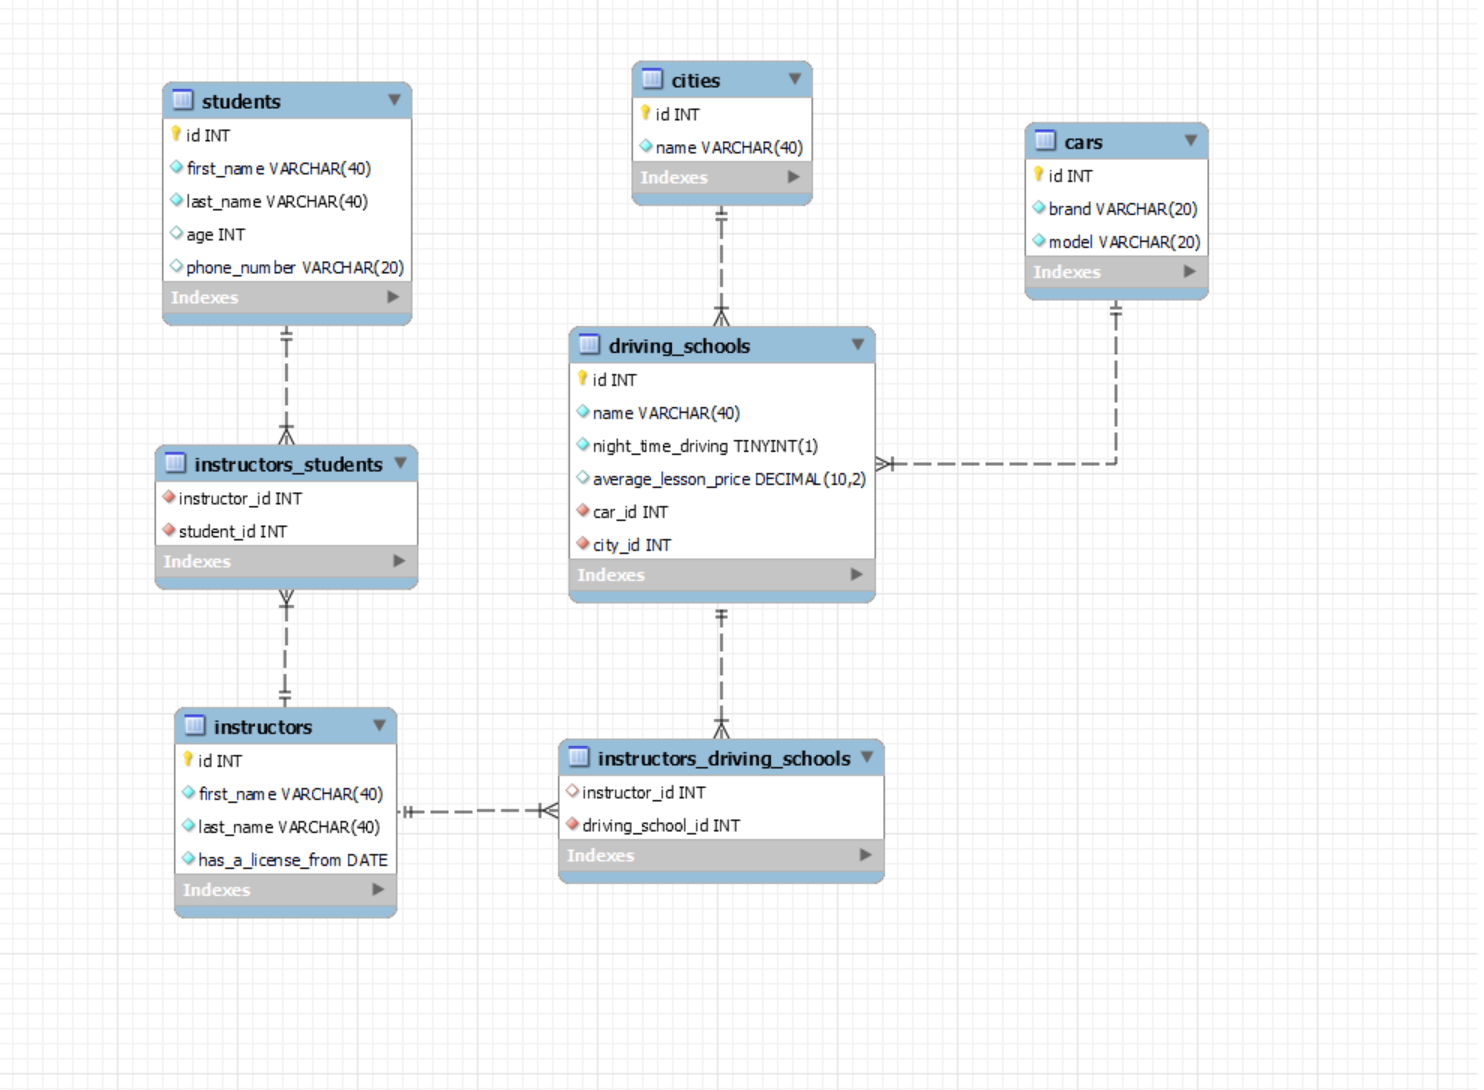 students
id INT
first_name VARCHAR(40)
last_name VARCHAR(40)
age INT
phone_number VARCHAR(20)
Indexes
cities
id INT
name VARCHAR(40)
Indexes
cars
id INT
brand VARCHAR(20)
model VARCHAR(20)
Indexes
driving_schools
id INT
name VARCHAR(40)
night_time_driving TINYINT(1)
average_lesson_price DECIMAL(10,2)
car_id INT
city_id INT
Indexes
instructors_students
instructor_id INT
student_id INT
Indexes
instructors
id INT
first_name VARCHAR(40)
last_name VARCHAR(40)
has_a_license_from DATE
Indexes
instructors_driving_schools
instructor_id INT
driving_school_id INT
Indexes